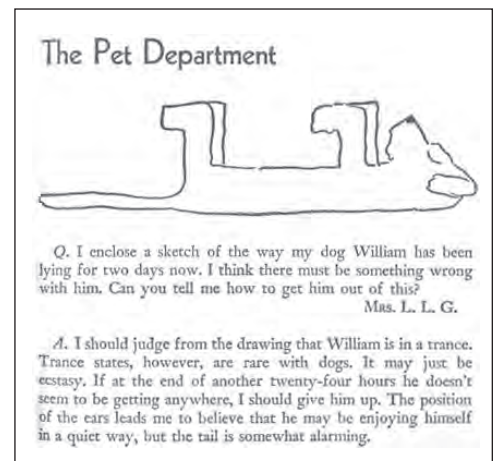 The Pet Department
Q. I enclose a sketch of the way my dog William has been
lying for two days now. I think there must be something wrong
with him. Can you tell me how to get him out of this?
Mrs. L. L. G.
A. I should judge from the drawing that William is in a trance.
Trance states, however, are rare with dogs. It may just be
ecstasy. If at the end of another twenty-four hours he doesn't
seem to be getting anywhere, I should give him up. The position
of the ears leads me to believe that he may be enjoying himself
in a quiet way, but the tail is somewhat alarming.